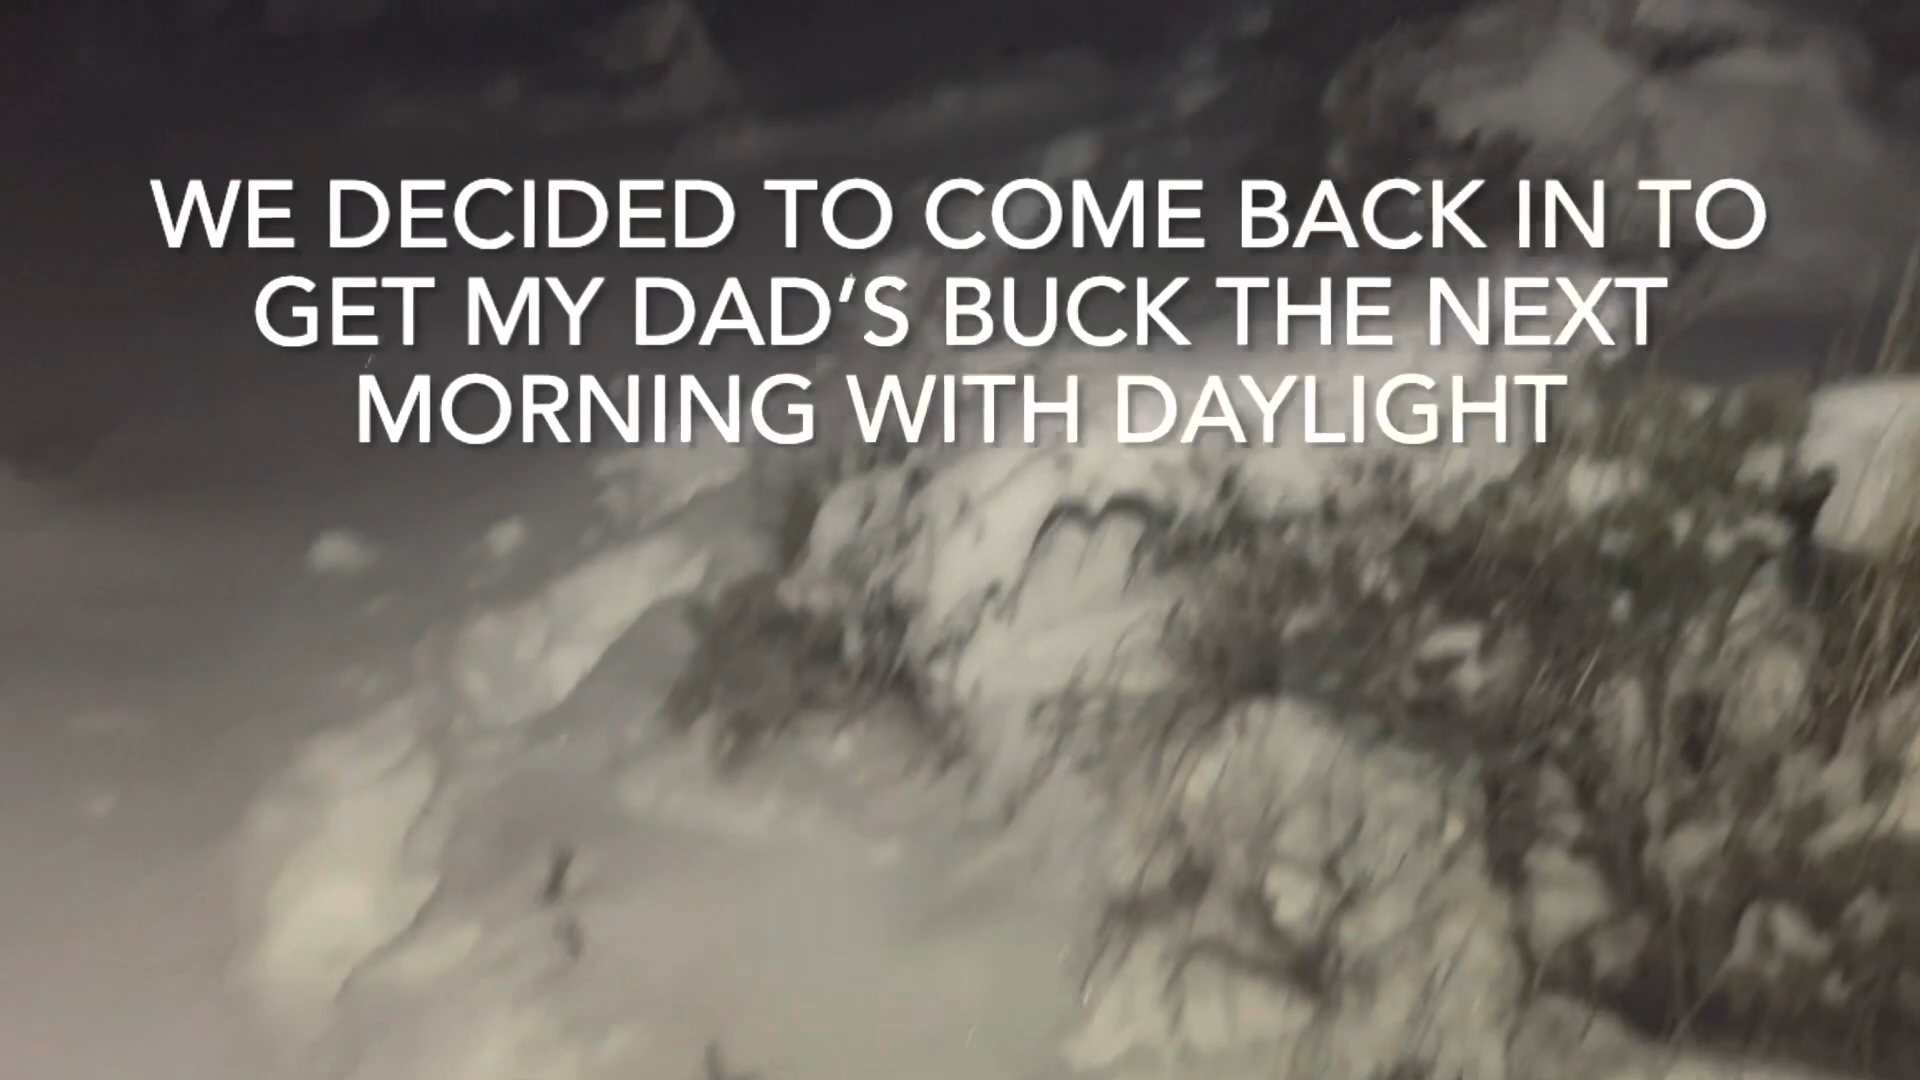 WE DECIDED TO COME BACK IN TO
GET MY DAD'S BUCK THE NEXT
MORNING WITH DAYLIGHT